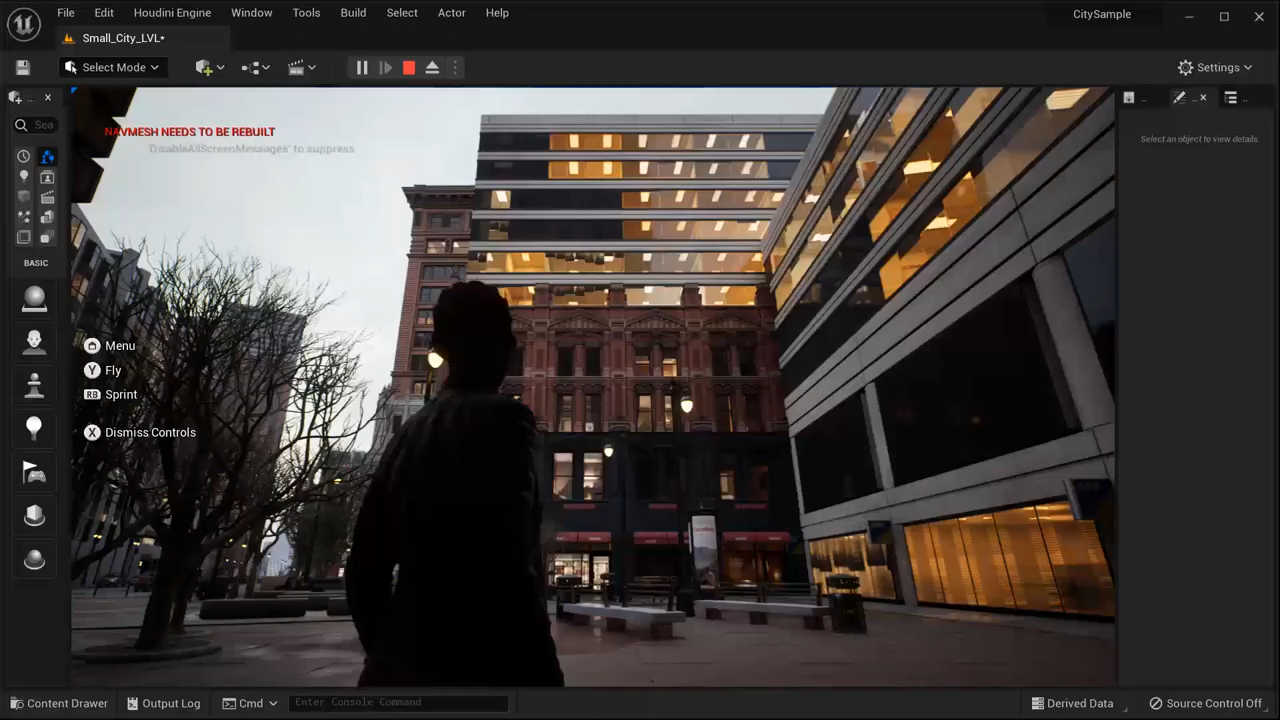 File Edit Houdini Engine Window Tools Build Select Actor Help
CitySample
Small_City_LVL*
Select Mode
Settings
Sea
NAVMESH NEEDS TO BE REBUILT
'DisableAllScreenMessages' to suppress
Select an object to view details.
BASIC
Menu
Y Fly
RB Sprint
X Dismiss Controls
Content Drawer Output Log Cmd Enter Console Command Derived Data Source Control Off